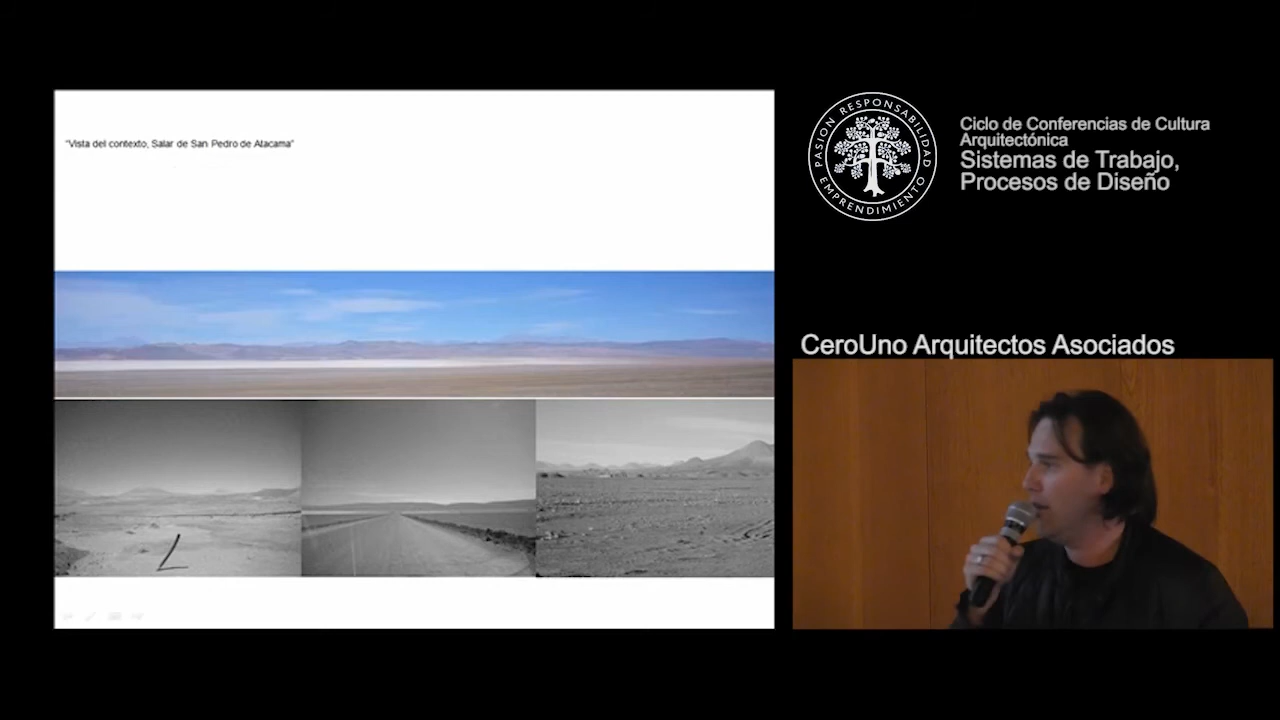 "Vista del contexto, Salar de San Pedro de Atacama"
PASION RESPONSABILIDAD
EMPRENDIMIENTO
Ciclo de Conferencias de Cultura
Arquitectónica
Sistemas de Trabajo,
Procesos de Diseño
CeroUno Arquitectos Asociados